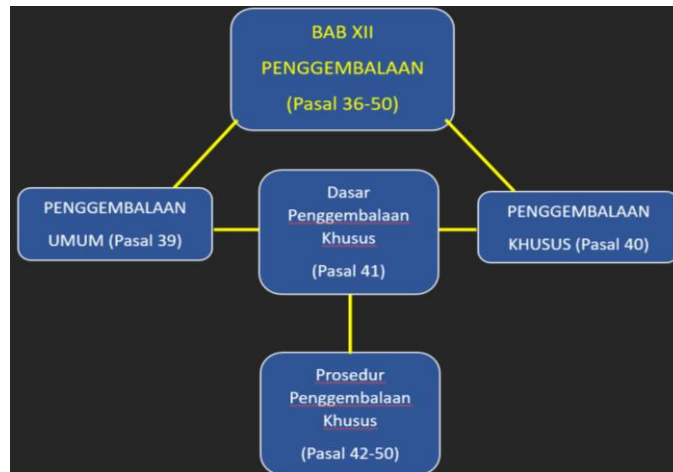 BAB XII
PENGGEMBALAAN
(Pasal 36-50)
PENGGEMBALAAN
UMUM (Pasal 39)
Dasar
Penggembalaan
Khusus
(Pasal 41)
PENGGEMBALAAN
KHUSUS (Pasal 40)
Prosedur
Penggembalaan
Khusus
(Pasal 42-50)